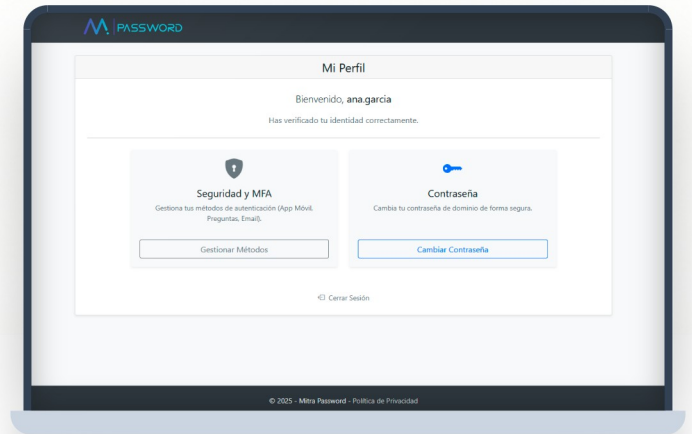 M. | PASSWORD
Mi Perfil
Bienvenido, ana.garcia
Has verificado tu identidad correctamente.
Seguridad y MFA
Gestiona tus métodos de autenticación (App Móvil,
Preguntas, Email).
Gestionar Métodos
Contraseña
Cambia tu contraseña de dominio de forma segura.
Cambiar Contraseña
Cerrar Sesión
© 2025 - Mitra Password - Política de Privacidad